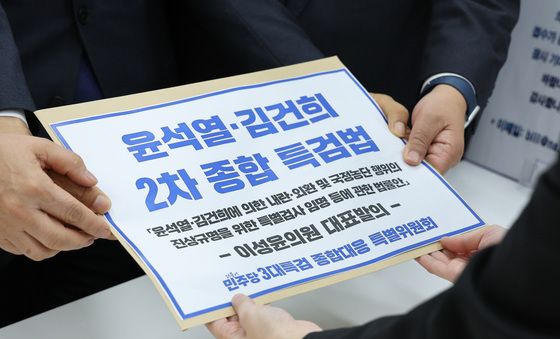 윤석열·김건희
2차 종합 특검법
「윤석열·김건희에 의한 내란·외환 및 국정농단 행위의
진상규명을 위한 특별검사 임명 등에 관한 법률안」
- 이성윤의원 대표발의 -
민주당 3대특검 종합대응 특별위원회